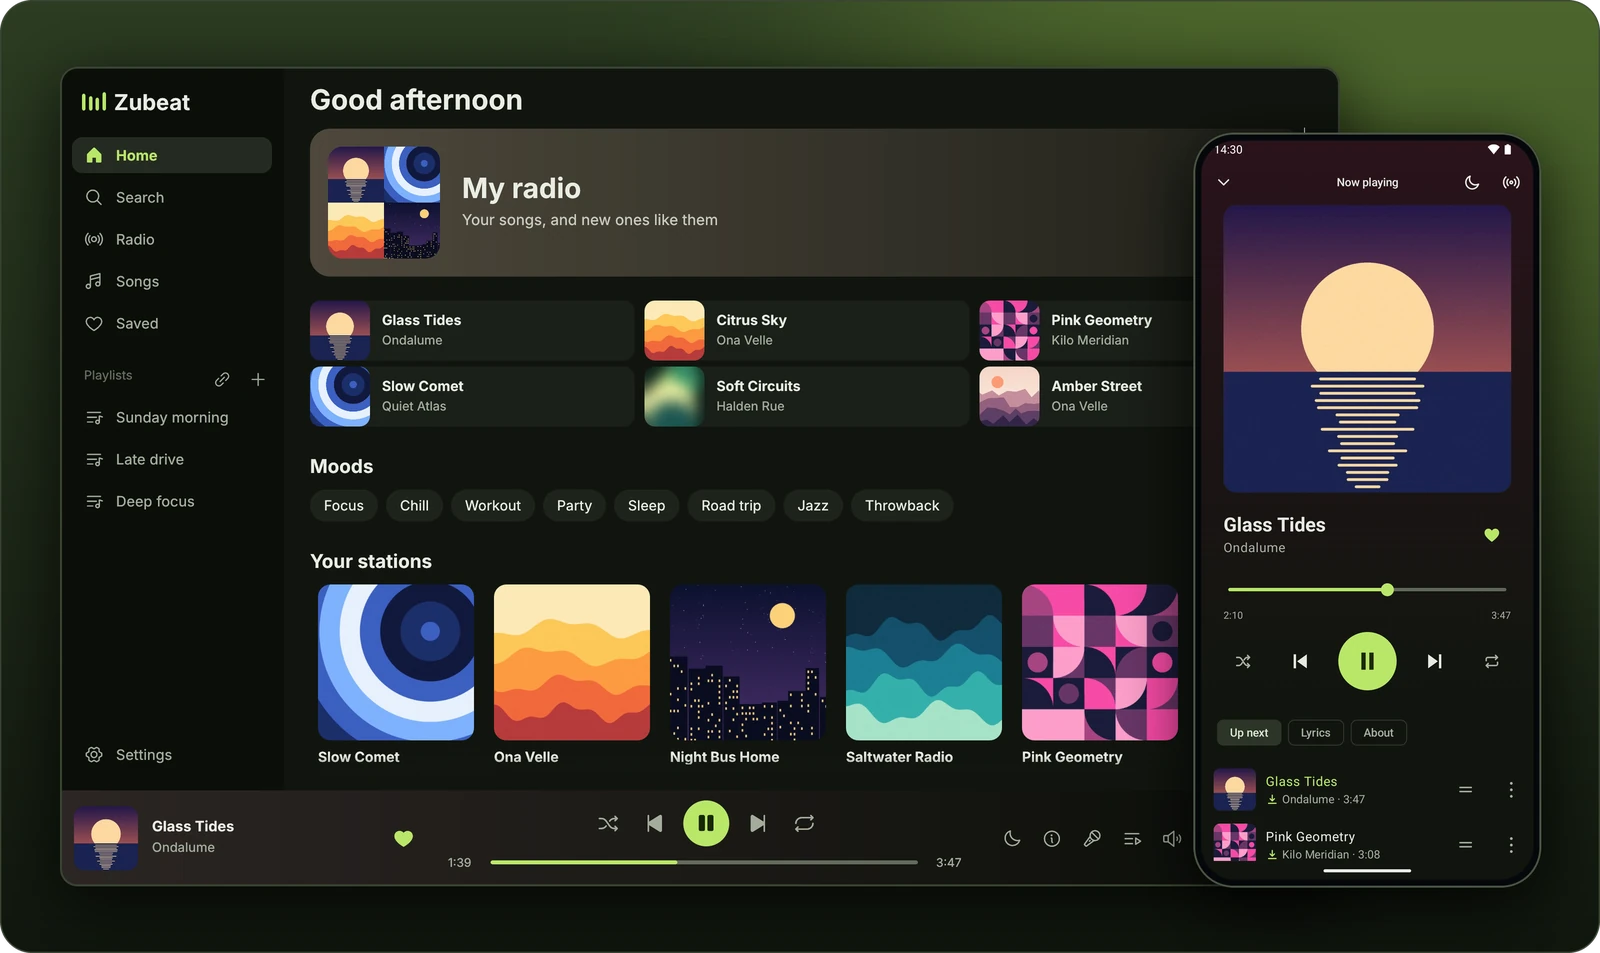 Zubeat
Home
Search
Radio
Songs
Saved
Playlists
Sunday morning
Late drive
Deep focus
Settings
Good afternoon
My radio
Your songs, and new ones like them
Glass Tides
Ondalume
Citrus Sky
Ona Velle
Pink Geometry
Kilo Meridian
Slow Comet
Quiet Atlas
Soft Circuits
Halden Rue
Amber Street
Ona Velle
Moods
Focus
Chill
Workout
Party
Sleep
Road trip
Jazz
Throwback
Your stations
Slow Comet
Ona Velle
Night Bus Home
Saltwater Radio
Pink Geometry
Glass Tides
Ondalume
1:39
3:47
14:30
Now playing
Glass Tides
Ondalume
2:10
3:47
Up next
Lyrics
About
Glass Tides
Ondalume · 3:47
Pink Geometry
Kilo Meridian · 3:08